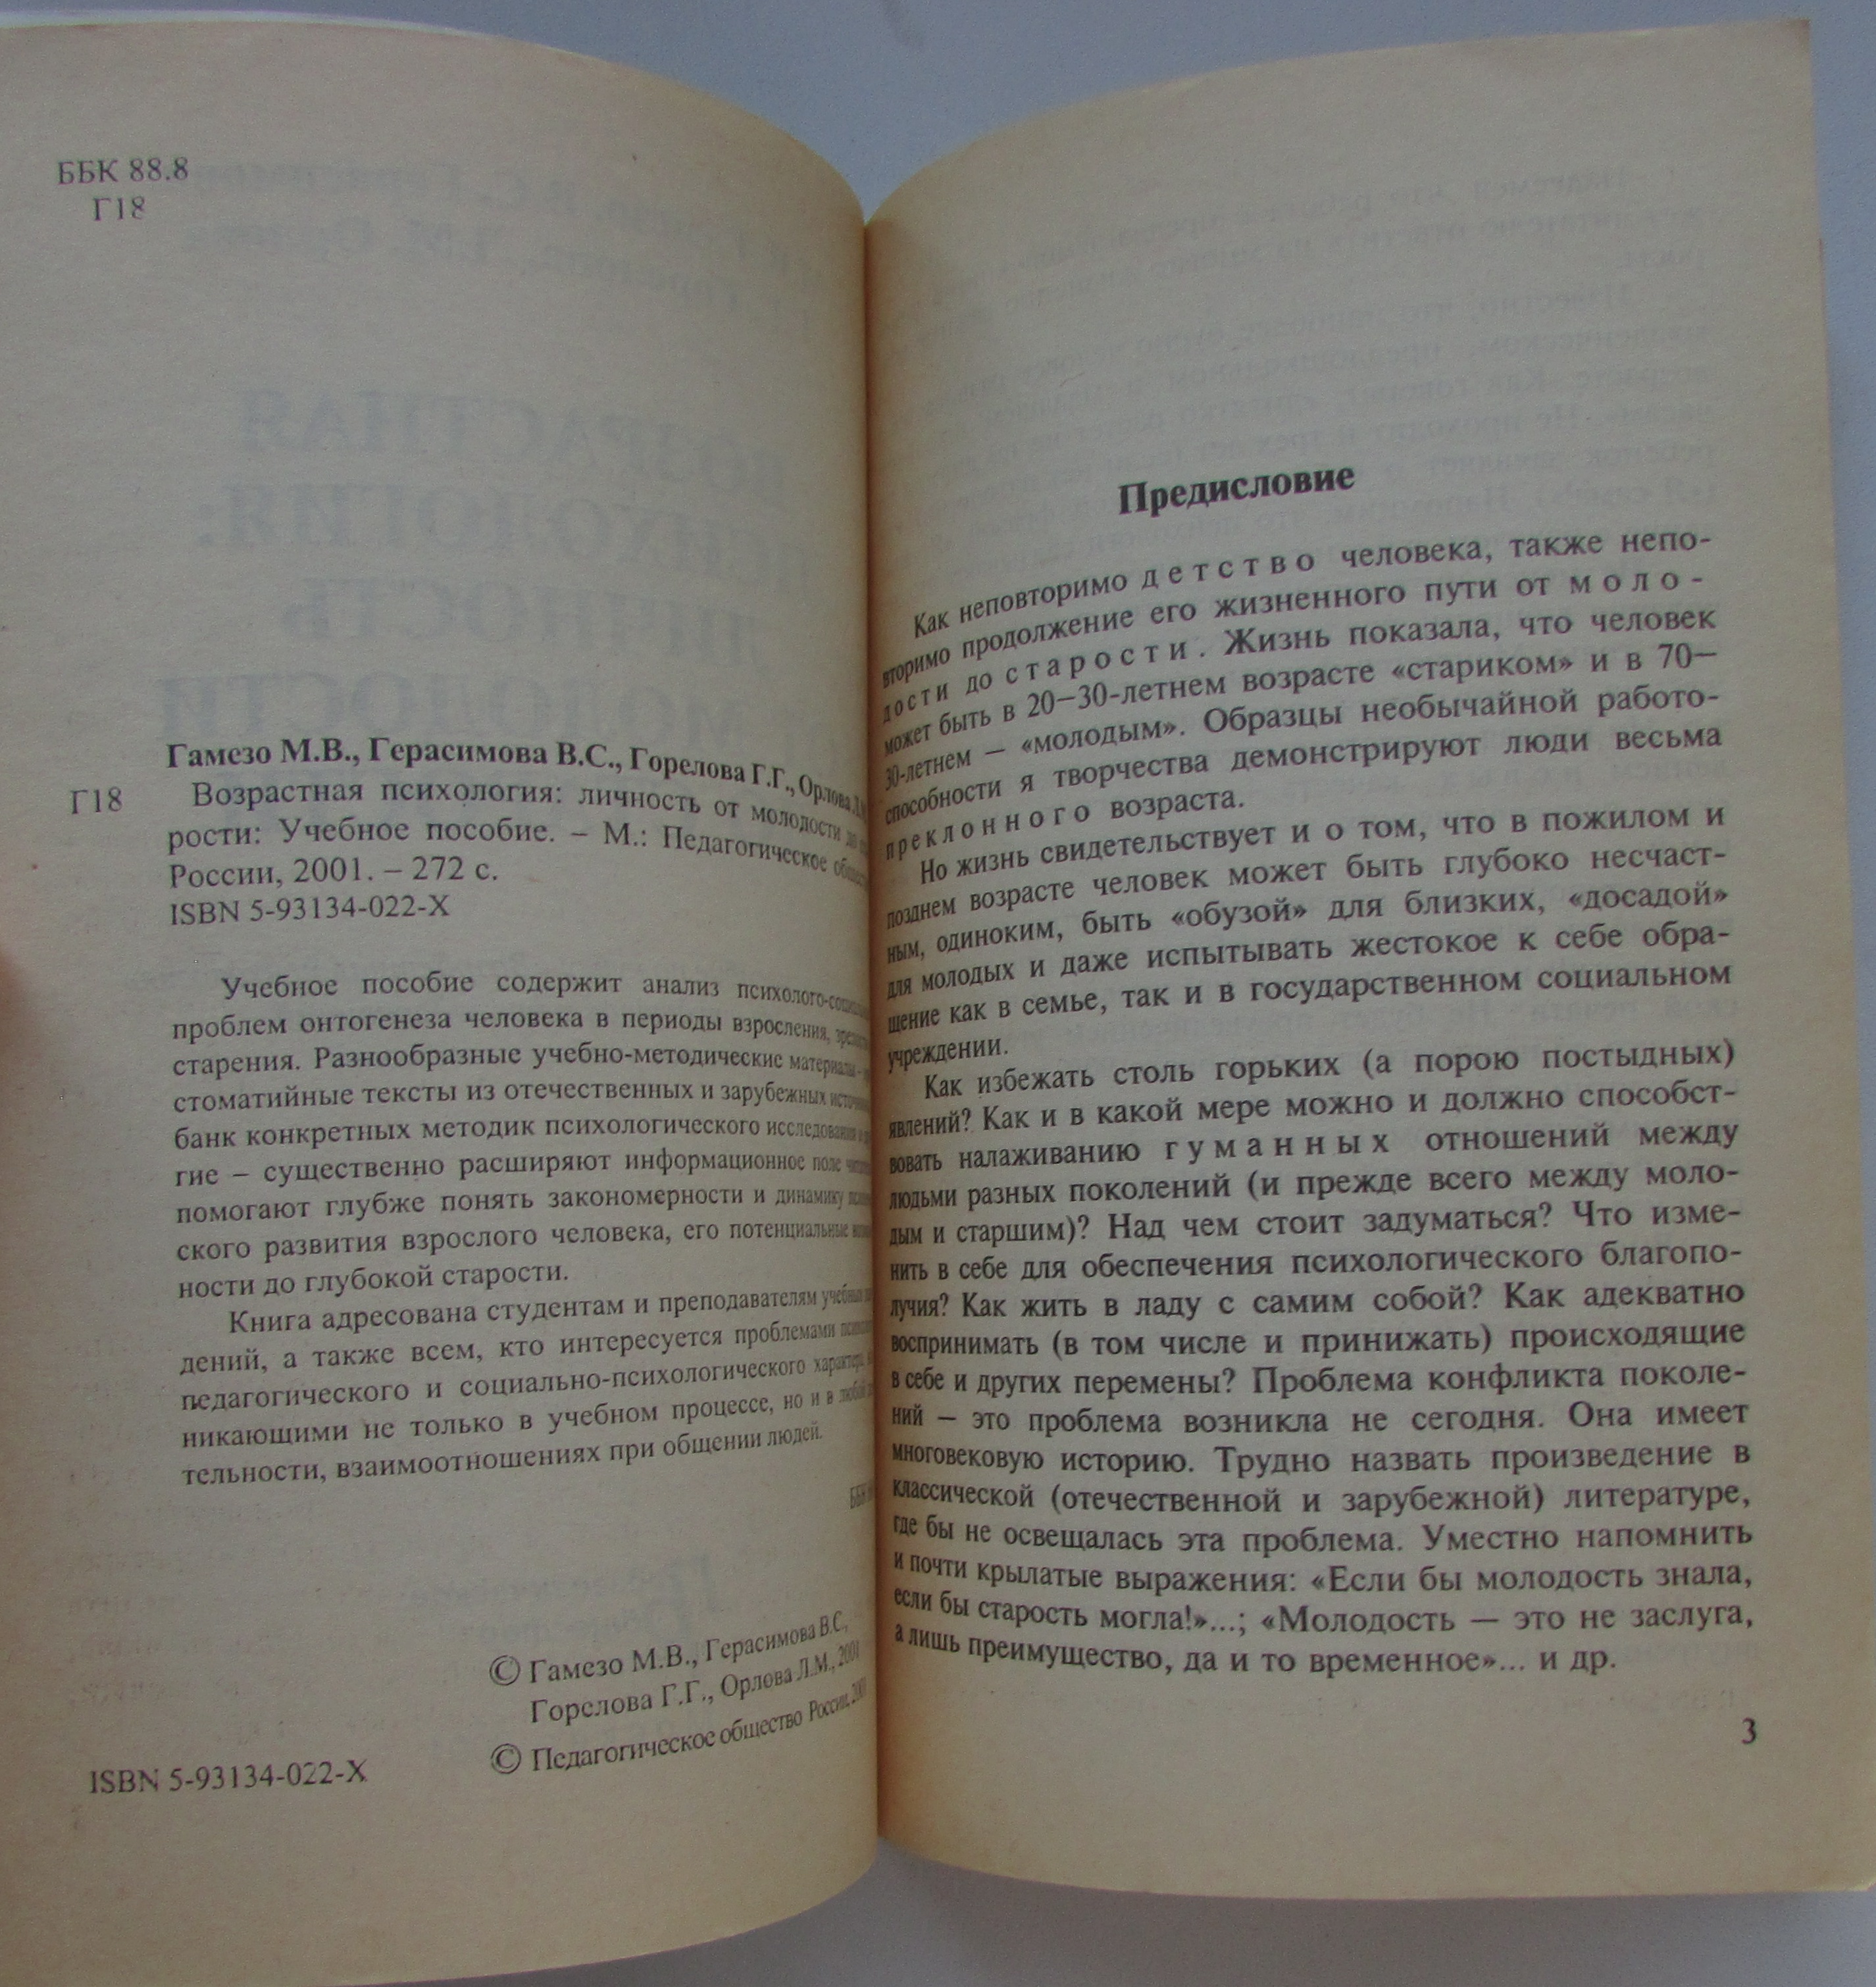 ББК 88.8
Г18
Гамезо М.В., Герасимова В.С., Горелова Г.Г., Орлова Л.М.
Г18
Возрастная психология: личность от молодости до
рости: Учебное пособие. – М.: Педагогическое
России, 2001. – 272 с.
ISBN 5-93134-022-X
Учебное пособие содержит анализ
проблем онтогенеза человека в периоды взросления,
старения. Разнообразные учебно-методические материалы –
стоматийные тексты из отечественных и зарубежных
банк конкретных методик психологического исследования
гие – существенно расширяют информационное поле
помогают глубже понять закономерности и динамику
ского развития взрослого человека, его потенциальные
ности до глубокой старости.
Книга адресована студентам и преподавателям учебных
дений, а также всем, кто интересуется проблемами
педагогического и социально-психологического характера,
никающими не только в учебном процессе, но и в любой
тельности, взаимоотношениях при общении людей.
ББК
© Гамезо М.В., Герасимова В.С.,
Горелова Г.Г., Орлова Л.М., 2001
© Педагогическое общество России, 2001
ISBN 5-93134-022-X
Предисловие
Как неповторимо детство человека, также непо-
вторимо продолжение его жизненного пути от моло-
дости до старости. Жизнь показала, что человек
может быть в 20–30-летнем возрасте «стариком» и в 70–
30-летнем – «молодым». Образцы необычайной работо-
способности я творчества демонстрируют люди весьма
преклонного возраста.
Но жизнь свидетельствует и о том, что в пожилом и
позднем возрасте человек может быть глубоко несчаст-
ным, одиноким, быть «обузой» для близких, «досадой»
для молодых и даже испытывать жестокое к себе обра-
щение как в семье, так и в государственном социальном
учреждении.
Как избежать столь горьких (а порою постыдных)
явлений? Как и в какой мере можно и должно способст-
вовать налаживанию гуманных отношений между
людьми разных поколений (и прежде всего между моло-
дым и старшим)? Над чем стоит задуматься? Что изме-
нить в себе для обеспечения психологического благопо-
лучия? Как жить в ладу с самим собой? Как адекватно
воспринимать (в том числе и принижать) происходящие
в себе и других перемены? Проблема конфликта поколе-
ний – это проблема возникла не сегодня. Она имеет
многовековую историю. Трудно назвать произведение в
классической (отечественной и зарубежной) литературе,
где бы не освещалась эта проблема. Уместно напомнить
и почти крылатые выражения: «Если бы молодость знала,
если бы старость могла!»...; «Молодость — это не заслуга,
а лишь преимущество, да и то временное»... и др.
3